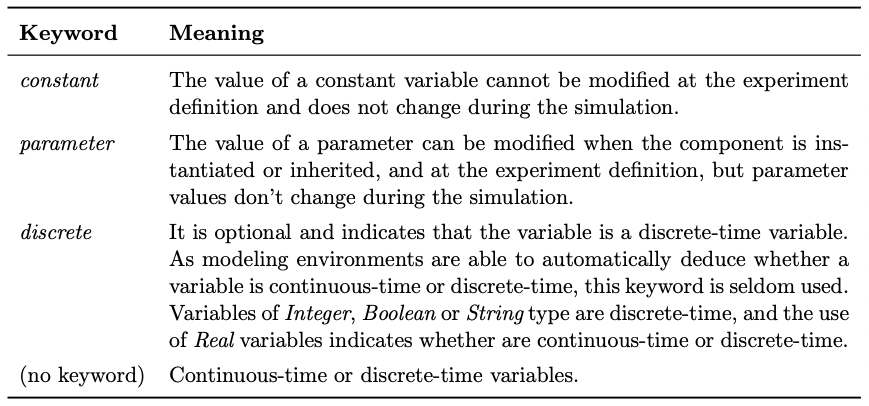 Keyword Meaning
constant The value of a constant variable cannot be modified at the experiment
definition and does not change during the simulation.
parameter The value of a parameter can be modified when the component is ins-
tantiated or inherited, and at the experiment definition, but parameter
values don't change during the simulation.
discrete It is optional and indicates that the variable is a discrete-time variable.
As modeling environments are able to automatically deduce whether a
variable is continuous-time or discrete-time, this keyword is seldom used.
Variables of Integer, Boolean or String type are discrete-time, and the use
of Real variables indicates whether are continuous-time or discrete-time.
(no keyword) Continuous-time or discrete-time variables.